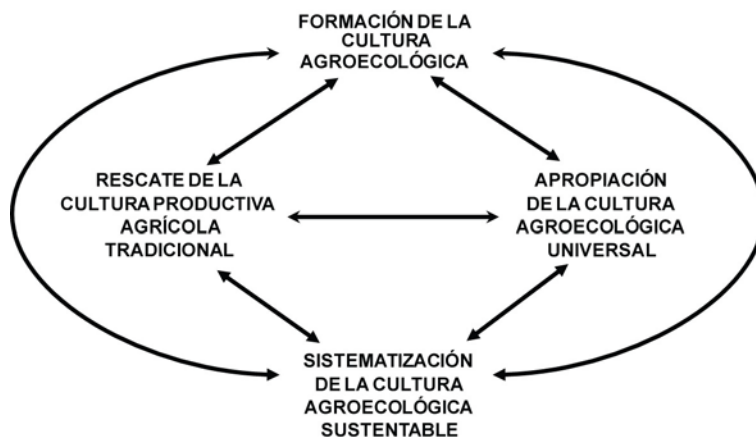 FORMACIÓN DE LA
CULTURA
AGROECOLÓGICA
RESCATE DE LA
CULTURA PRODUCTIVA
AGRÍCOLA
TRADICIONAL
APROPIACIÓN
DE LA CULTURA
AGROECOLÓGICA
UNIVERSAL
SISTEMATIZACIÓN
DE LA CULTURA
AGROECOLÓGICA
SUSTENTABLE